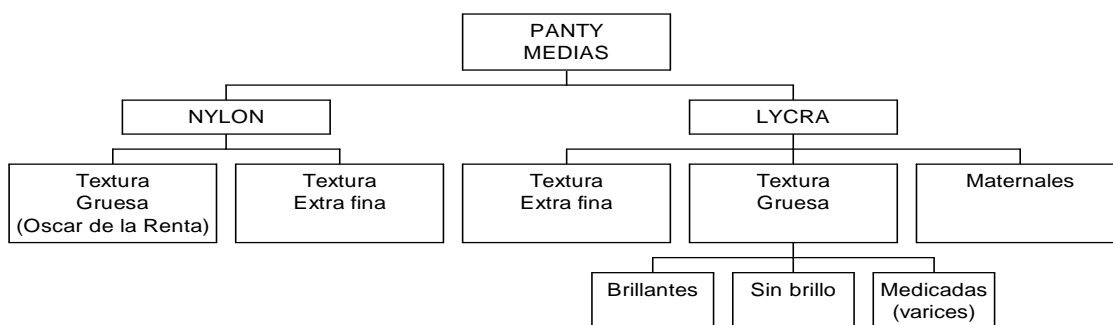 PANTY
MEDIAS
NYLON
LYCRA
Textura
Gruesa
(Oscar de la Renta)
Textura
Extra fina
Textura
Extra fina
Textura
Gruesa
Maternales
Brillantes
Sin brillo
Medicadas
(varices)